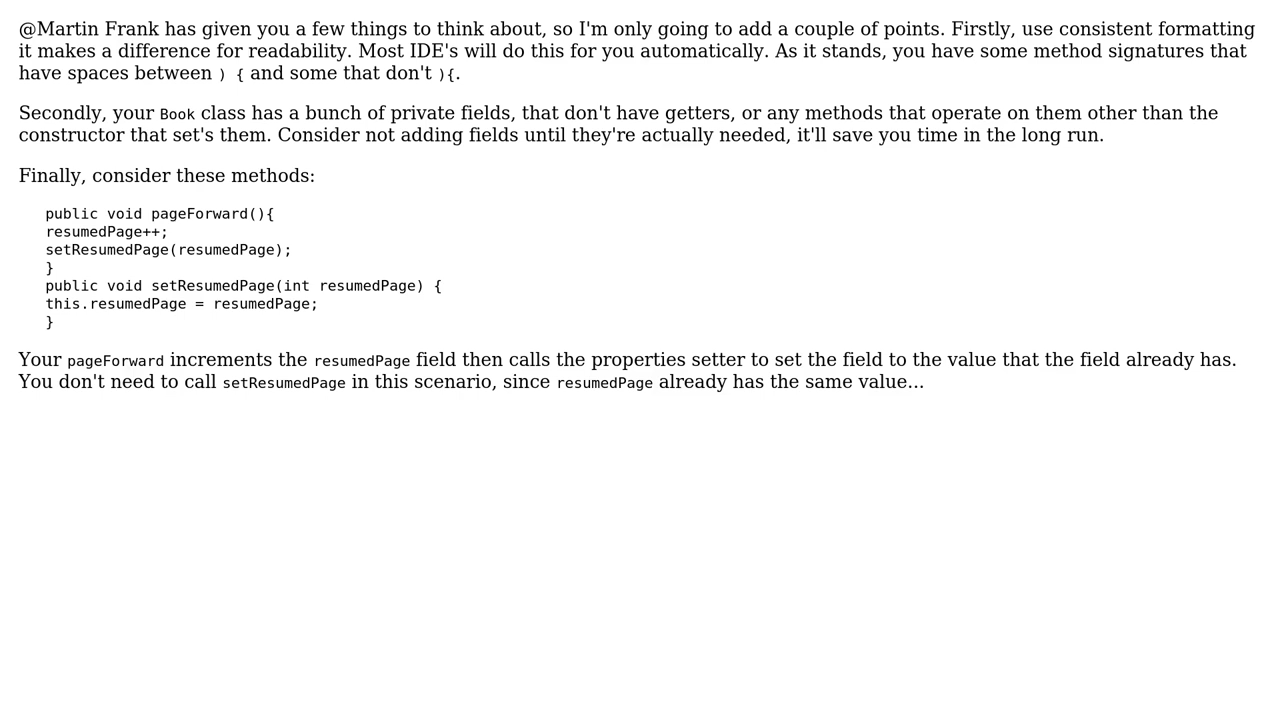 @Martin Frank has given you a few things to think about, so I'm only going to add a couple of points. Firstly, use consistent formatting
it makes a difference for readability. Most IDE's will do this for you automatically. As it stands, you have some method signatures that
have spaces between ) { and some that don't ){.
Secondly, your Book class has a bunch of private fields, that don't have getters, or any methods that operate on them other than the
constructor that set's them. Consider not adding fields until they're actually needed, it'll save you time in the long run.
Finally, consider these methods:
public void pageForward(){
resumedPage++;
setResumedPage(resumedPage);
}
public void setResumedPage(int resumedPage) {
this.resumedPage = resumedPage;
}
Your pageForward increments the resumedPage field then calls the properties setter to set the field to the value that the field already has.
You don't need to call setResumedPage in this scenario, since resumedPage already has the same value...